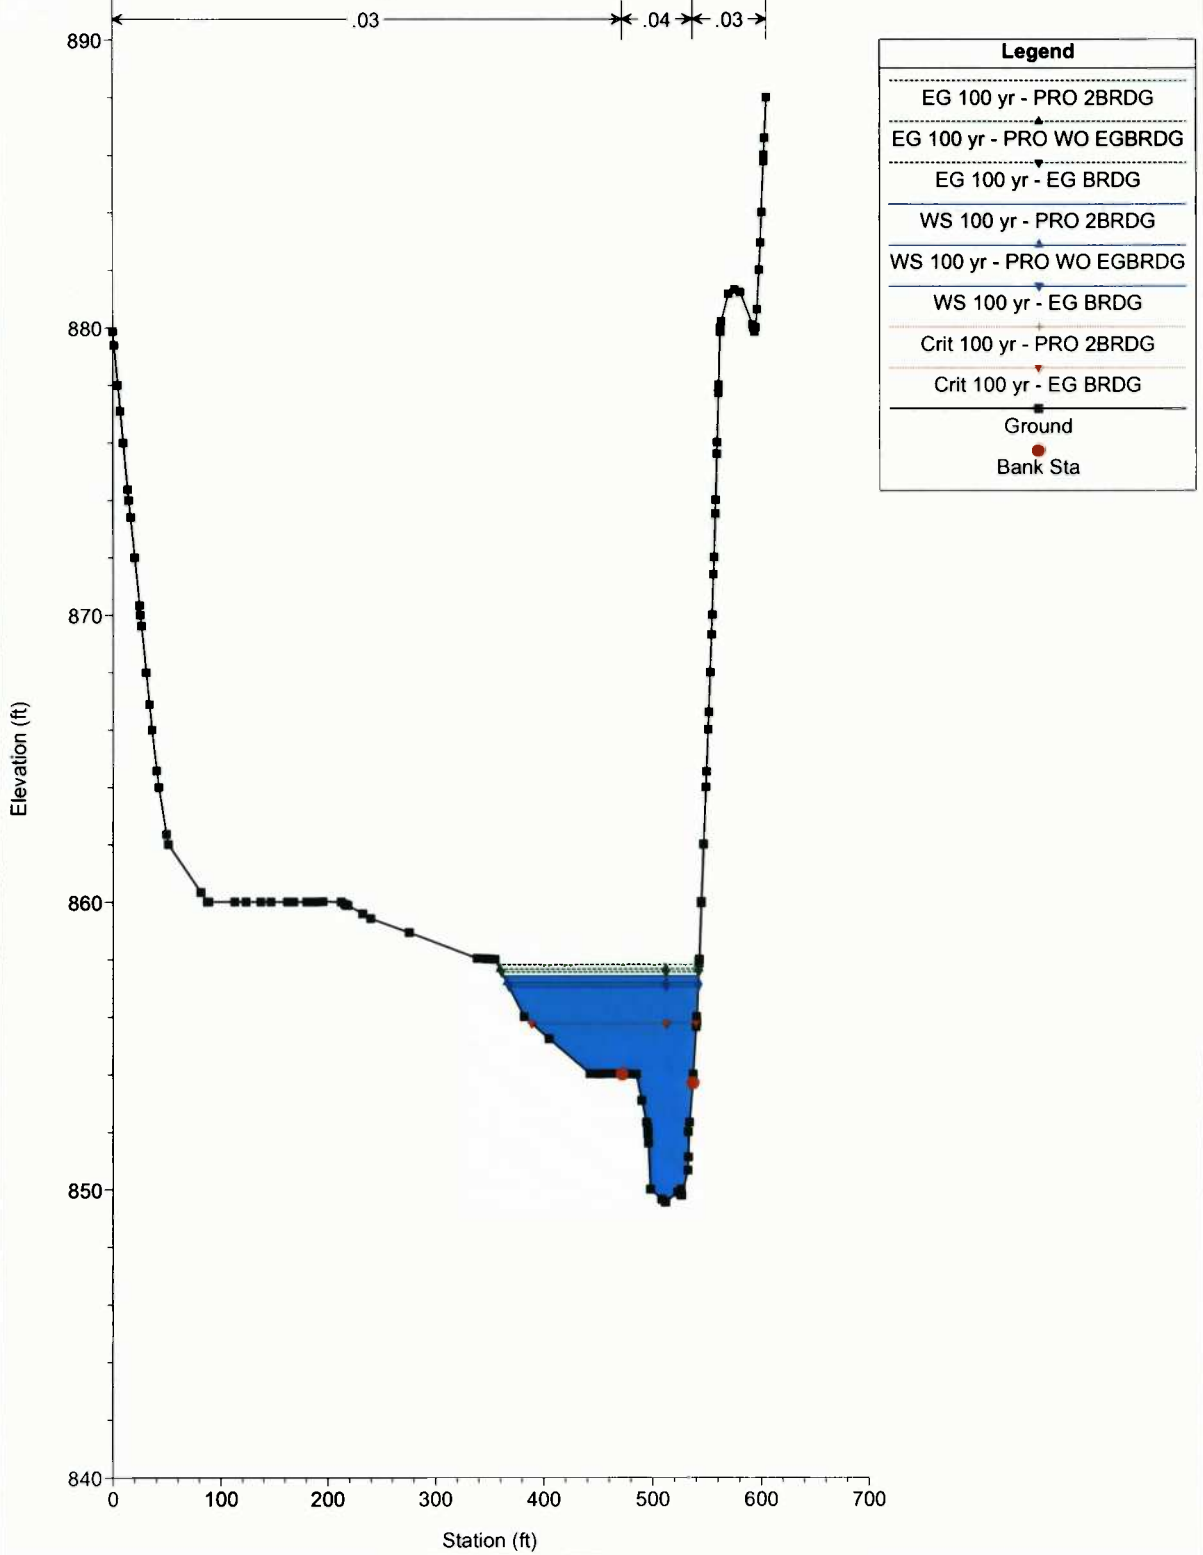 .03 .04 .03
890
880
870
860
850
840
0 100 200 300 400 500 600 700
Elevation (ft)
Station (ft)
Legend
EG 100 yr - PRO 2BRDG
EG 100 yr - PRO WO EGBRDG
EG 100 yr - EG BRDG
WS 100 yr - PRO 2BRDG
WS 100 yr - PRO WO EGBRDG
WS 100 yr - EG BRDG
Crit 100 yr - PRO 2BRDG
Crit 100 yr - EG BRDG
Ground
Bank Sta